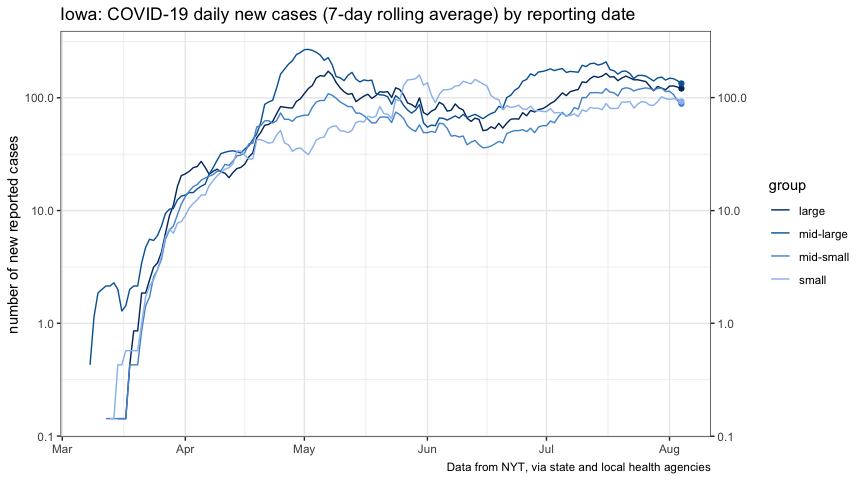 Iowa: COVID-19 daily new cases (7-day rolling average) by reporting date
number of new reported cases
100.0
10.0
1.0
0.1
100.0
10.0
1.0
0.1
Mar Apr May Jun Jul Aug
group
large
mid-large
mid-small
small
Data from NYT, via state and local health agencies